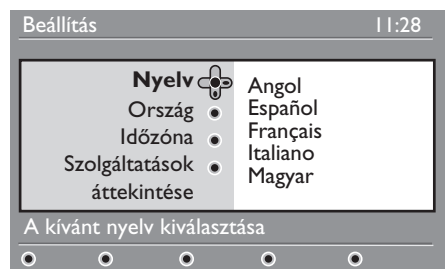 Beállítás 11:28
Nyelv
Ország
Időzóna
Szolgáltatások
áttekintése
Angol
Español
Français
Italiano
Magyar
A kívánt nyelv kiválasztása